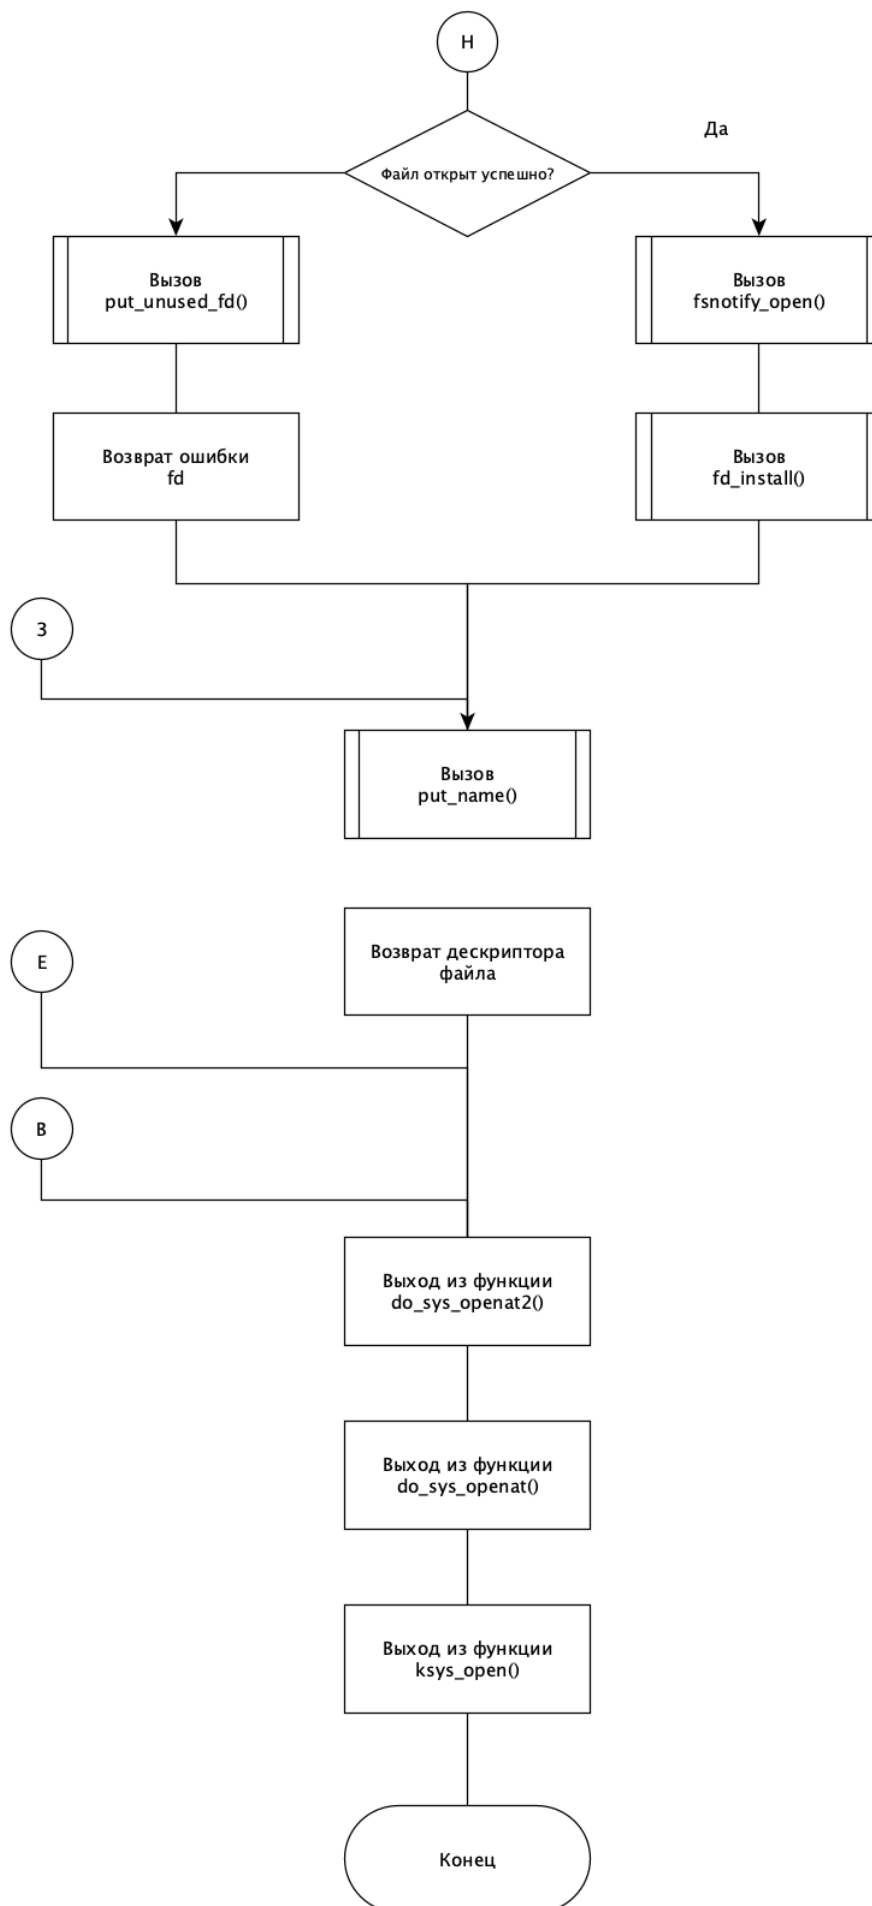 Н
Да
Файл открыт успешно?
Вызов
put_unused_fd()
Вызов
fsnotify_open()
Возврат ошибки
fd
Вызов
fd_install()
З
Вызов
put_name()
Возврат дескриптора
файла
Е
В
Выход из функции
do_sys_openat2()
Выход из функции
do_sys_openat()
Выход из функции
ksys_open()
Конец